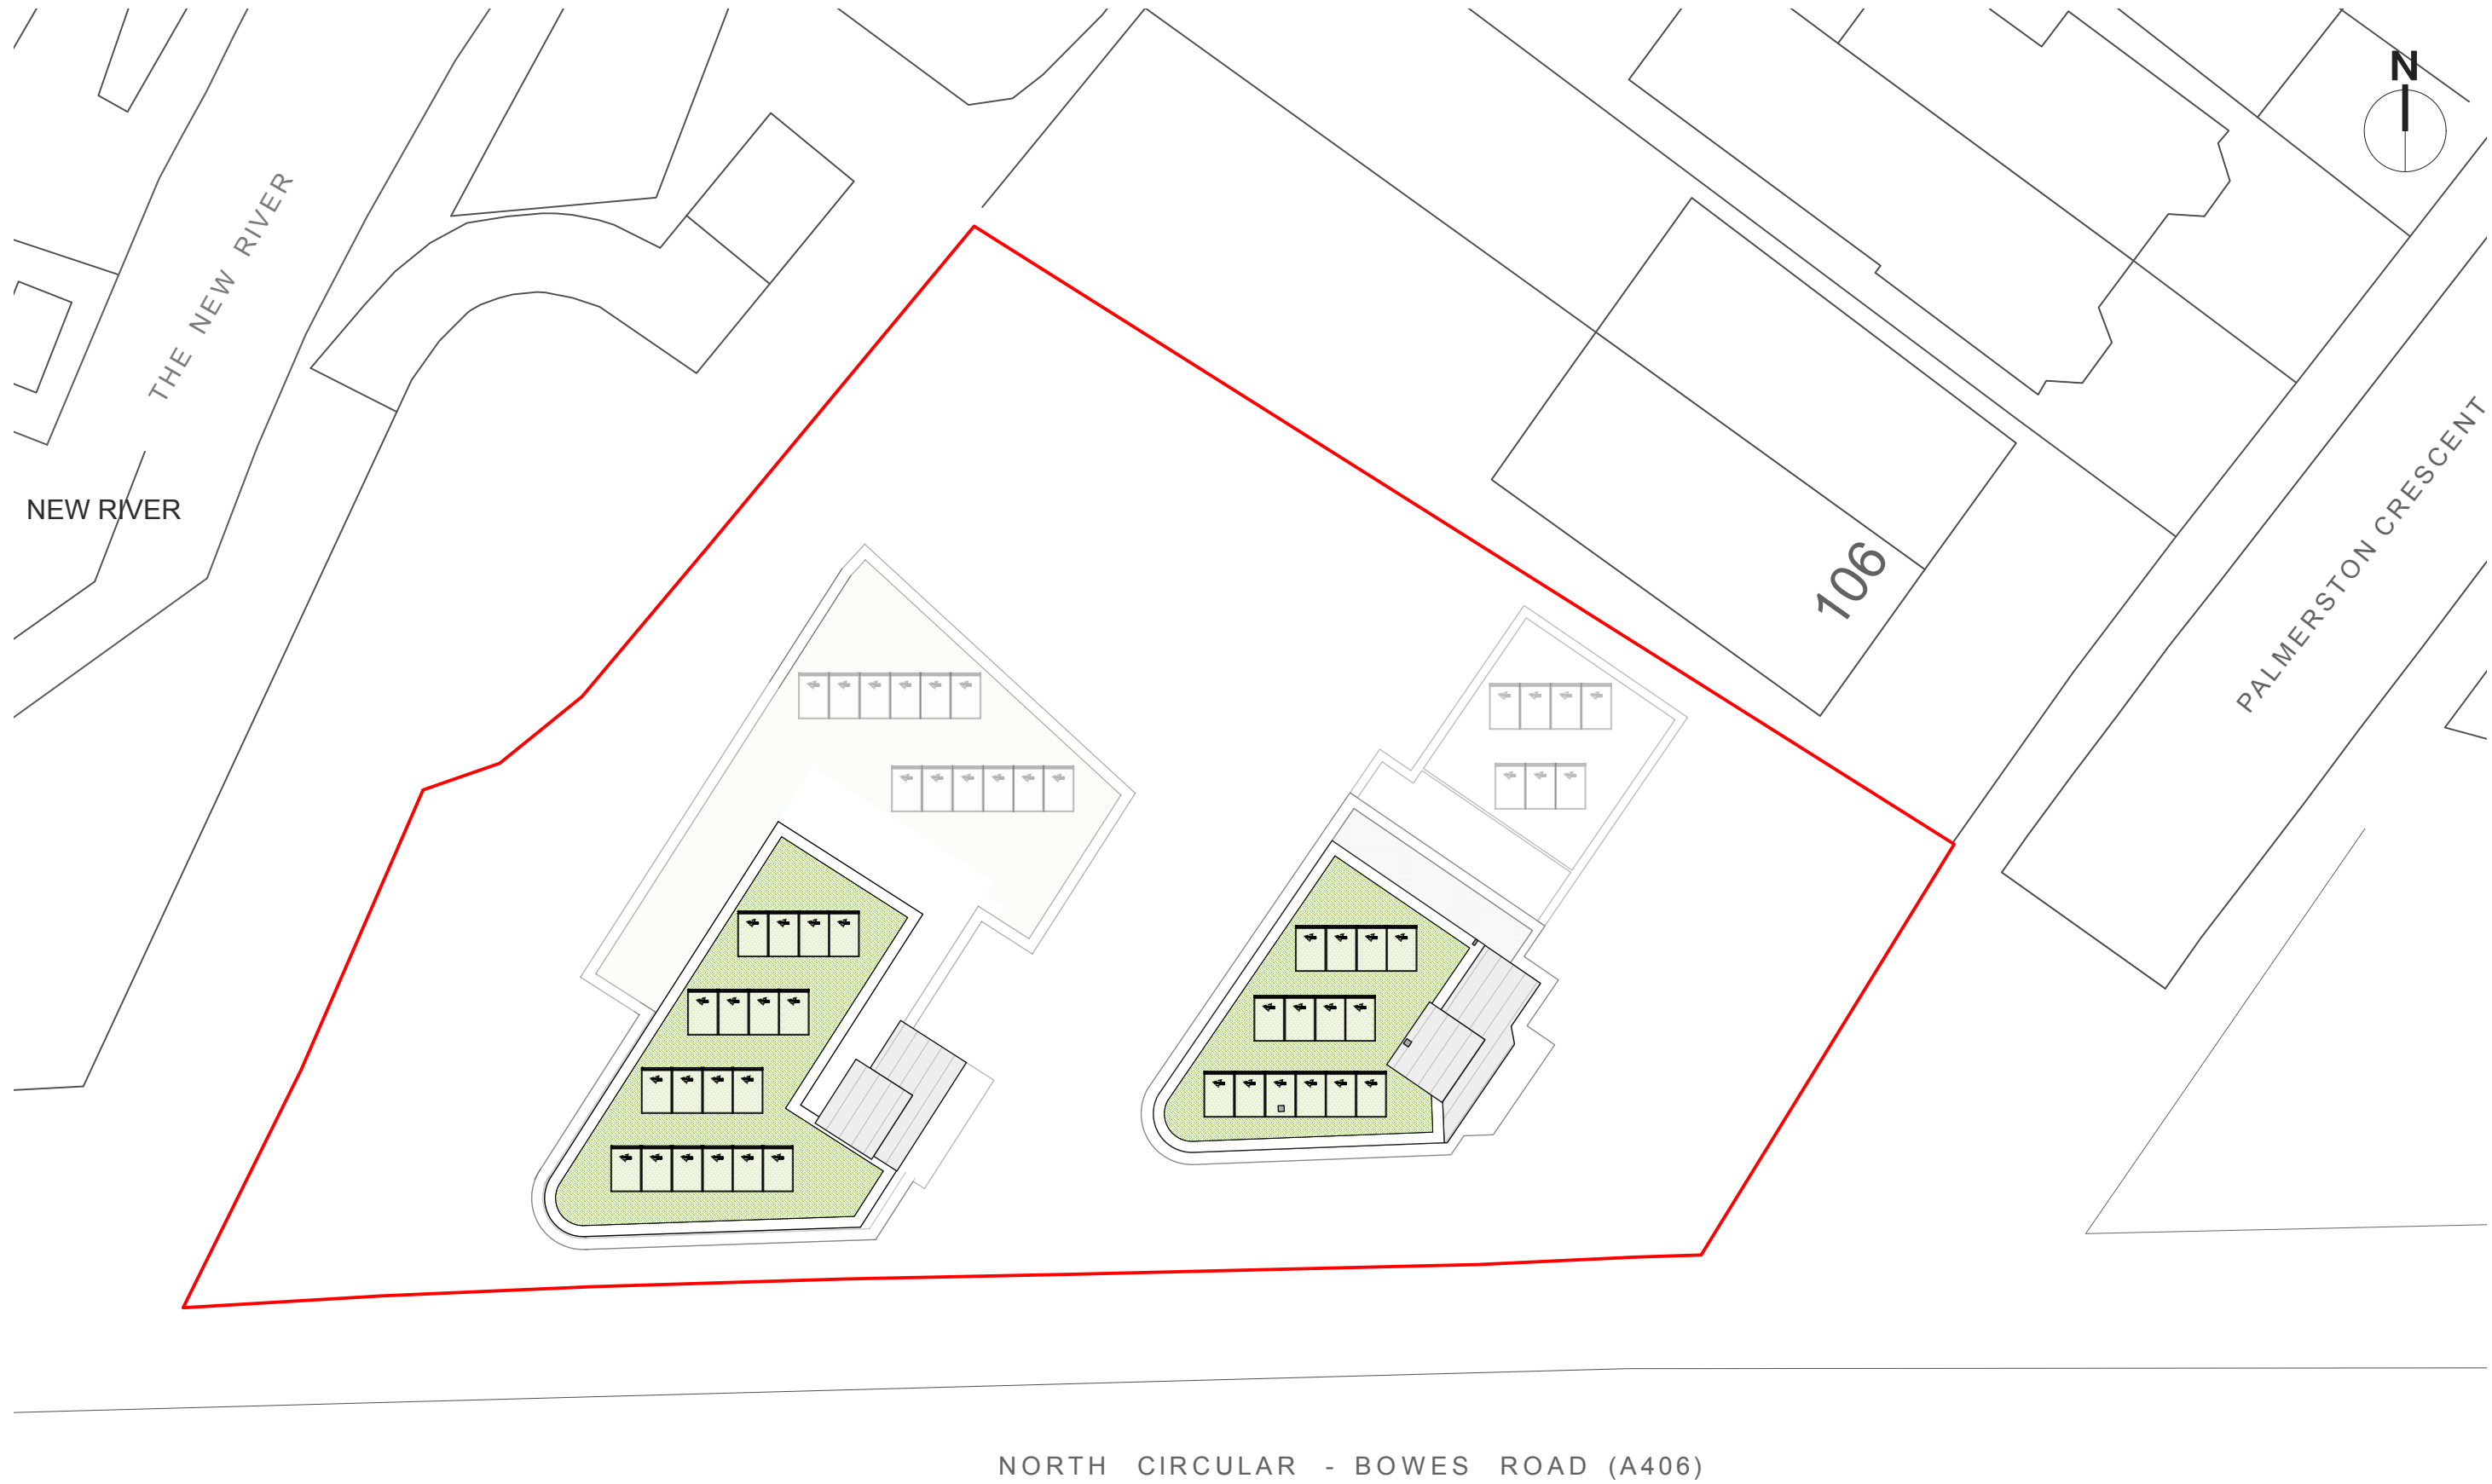 N
THE NEW RIVER
NEW RIVER
106
PALMERSTON CRESCENT
NORTH CIRCULAR - BOWES ROAD (A406)